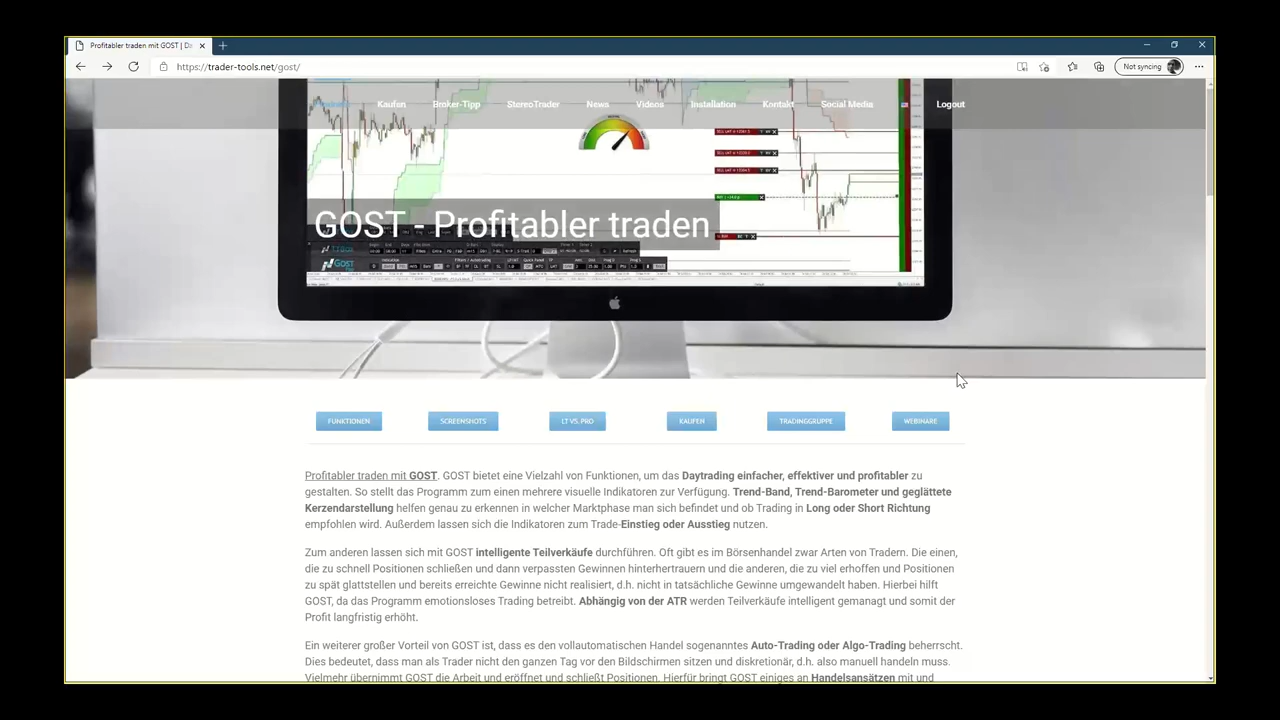 Profitabler traden mit GOST | Da
Not syncing
https://trader-tools.net/gost/
Kaufen Broker-Tipp StereoTrader News Videos Installation Kontakt Social Media Logout
GOST - Profitabler traden
GOST
FUNKTIONEN SCREENSHOTS LT VS. PRO KAUFEN TRADINGGRUPPE WEBINARE
Profitabler traden mit GOST. GOST bietet eine Vielzahl von Funktionen, um das Daytrading einfacher, effektiver und profitabler zu
gestalten. So stellt das Programm zum einen mehrere visuelle Indikatoren zur Verfügung. Trend-Band, Trend-Barometer und geglättete
Kerzendarstellung helfen genau zu erkennen in welcher Marktphase man sich befindet und ob Trading in Long oder Short Richtung
empfohlen wird. Außerdem lassen sich die Indikatoren zum Trade-Einstieg oder Ausstieg nutzen.
Zum anderen lassen sich mit GOST intelligente Teilverkäufe durchführen. Oft gibt es im Börsenhandel zwar Arten von Tradern. Die einen,
die zu schnell Positionen schließen und dann verpassten Gewinnen hinterhertrauern und die anderen, die zu viel erhoffen und Positionen
zu spät glattstellen und bereits erreichte Gewinne nicht realisiert, d.h. nicht in tatsächliche Gewinne umgewandelt haben. Hierbei hilft
GOST, da das Programm emotionsloses Trading betreibt. Abhängig von der ATR werden Teilverkäufe intelligent gemanagt und somit der
Profit langfristig erhöht.
Ein weiterer großer Vorteil von GOST ist, dass es den vollautomatischen Handel sogenanntes Auto-Trading oder Algo-Trading beherrscht.
Dies bedeutet, dass man als Trader nicht den ganzen Tag vor den Bildschirmen sitzen und diskretionär, d.h. also manuell handeln muss.
Vielmehr übernimmt GOST die Arbeit und eröffnet und schließt Positionen. Hierfür bringt GOST einiges an Handelsansätzen mit und